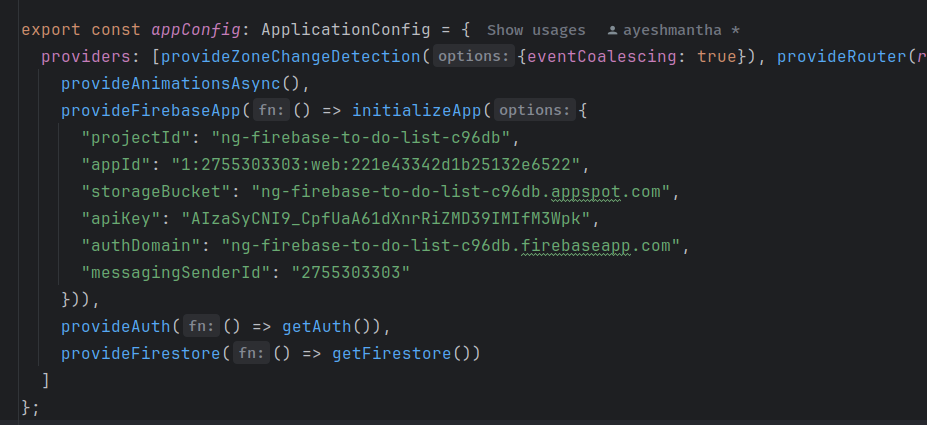 export const appConfig: ApplicationConfig = { Show usages ayeshmantha *
providers: [provideZoneChangeDetection( options: {eventCoalescing: true}), provideRouter(r
provideAnimationsAsync(),
provideFirebaseApp( fn: () => initializeApp( options: {
"projectId": "ng-firebase-to-do-list-c96db",
"appId": "1:2755303303:web:221e43342d1b25132e6522",
"storageBucket": "ng-firebase-to-do-list-c96db.appspot.com",
"apiKey": "AIzaSyCNI9_CpfUaA61dXnrRiZMD39IMIfM3Wpk",
"authDomain": "ng-firebase-to-do-list-c96db.firebaseapp.com",
"messagingSenderId": "2755303303"
})),
provideAuth( fn: () => getAuth()),
provideFirestore( fn: () => getFirestore())
]
};